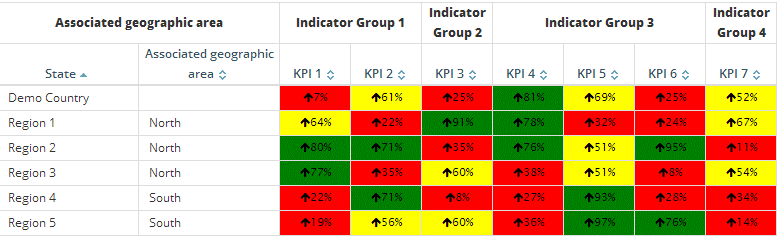 Associated geographic area Indicator Group 1 Indicator Group 2 Indicator Group 3 Indicator Group 4
State Associated geographic area KPI 1 KPI 2 KPI 3 KPI 4 KPI 5 KPI 6 KPI 7
Demo Country ↑7% ↑61% ↑25% ↑81% ↑69% ↑25% ↑52%
Region 1 North ↑64% ↑22% ↑91% ↑78% ↑32% ↑24% ↑67%
Region 2 North ↑80% ↑71% ↑35% ↑76% ↑51% ↑95% ↑11%
Region 3 North ↑77% ↑35% ↑60% ↑38% ↑51% ↑8% ↑54%
Region 4 South ↑22% ↑71% ↑8% ↑27% ↑93% ↑28% ↑34%
Region 5 South ↑19% ↑56% ↑60% ↑36% ↑97% ↑76% ↑14%